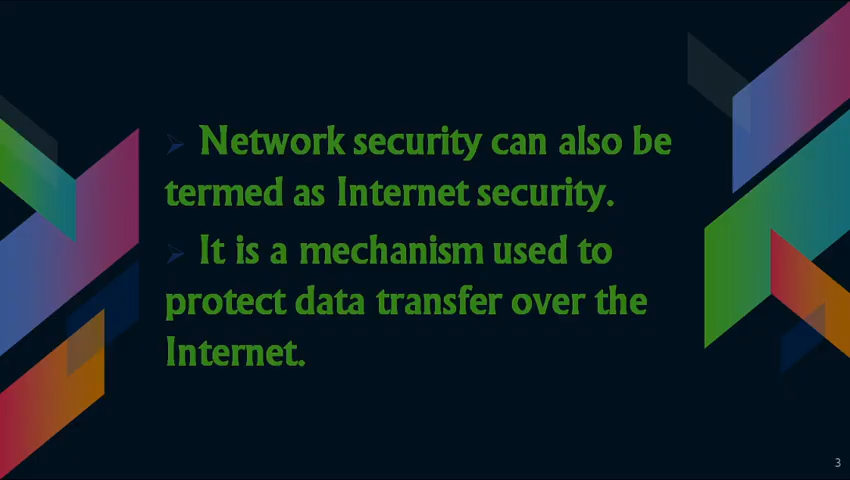 ➢ Network security can also be
termed as Internet security.
➢ It is a mechanism used to
protect data transfer over the
Internet.
3